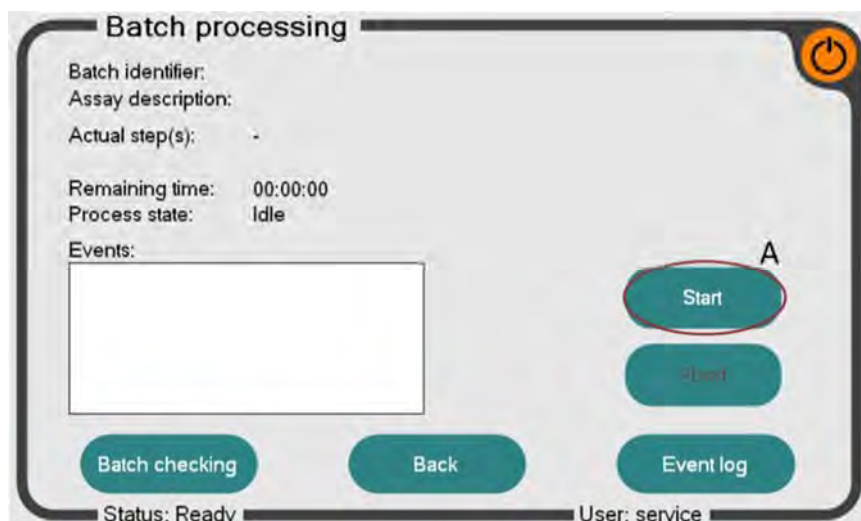 Batch processing
Batch identifier:
Assay description:
Actual step(s): -
Remaining time: 00:00:00
Process state: Idle
Events:
A
Start
Abort
Batch checking Back Event log
Status: Ready User: service